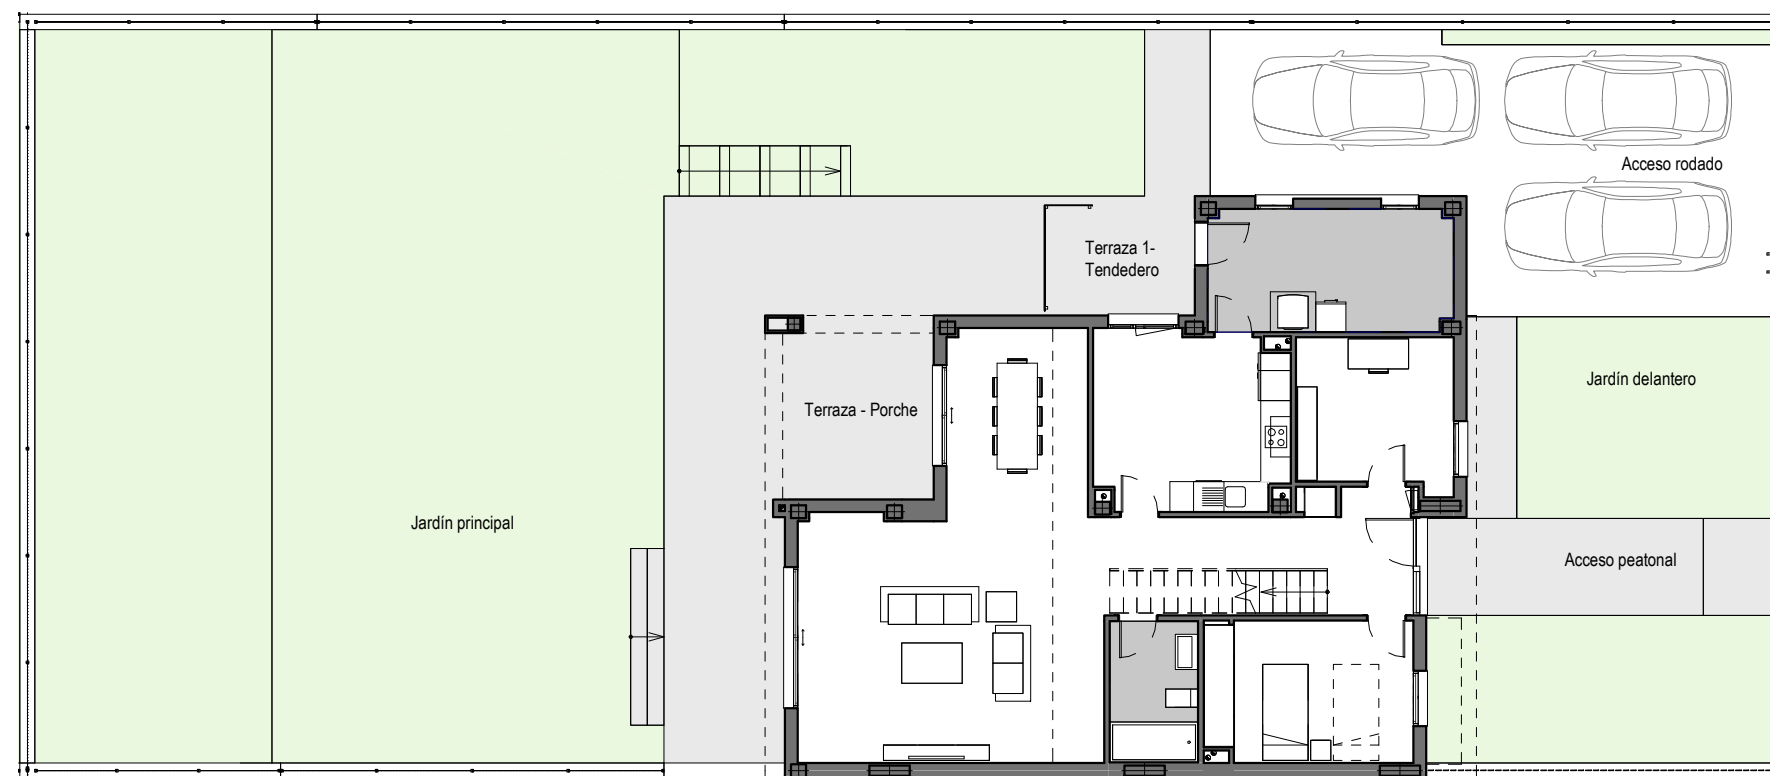 Acceso rodado
Terraza 1-
Tendedero
Jardín delantero
Terraza - Porche
Jardín principal
Acceso peatonal